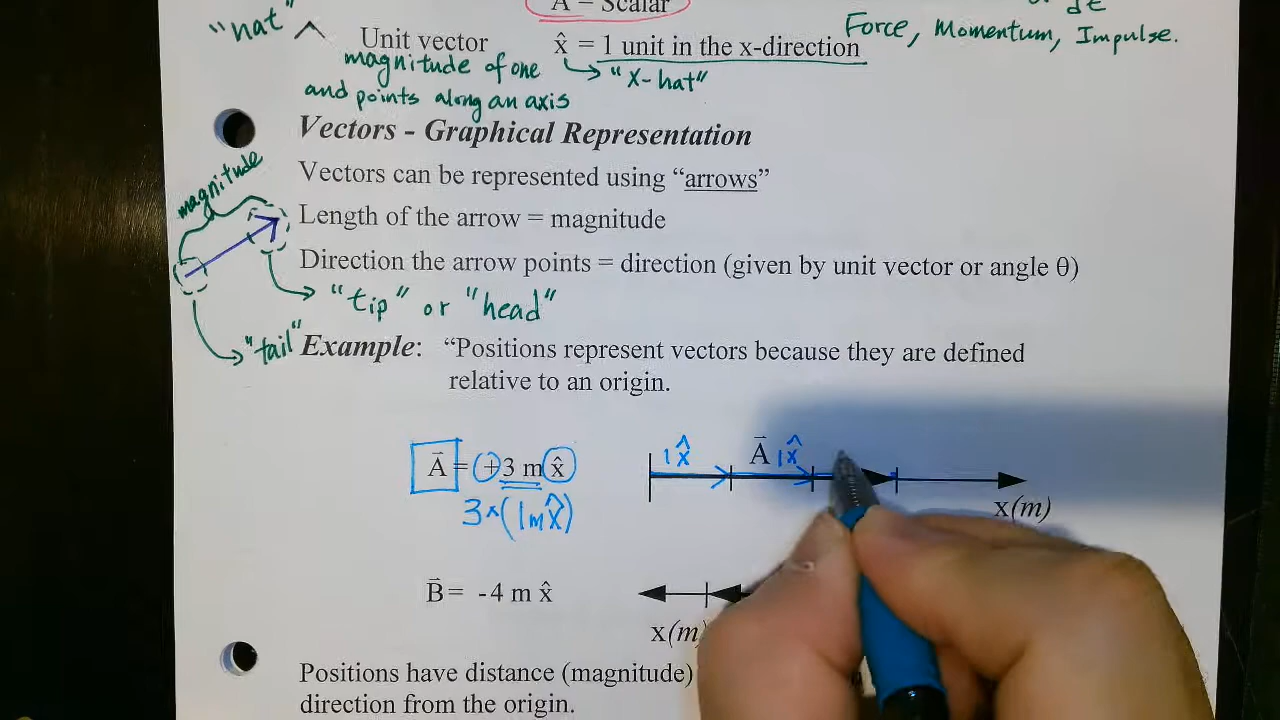 A = Scalar
dt
"hat" ^ Unit vector x̂ = 1 unit in the x-direction
Force, Momentum, Impulse.
magnitude of one
"x-hat"
and points along an axis
Vectors - Graphical Representation
Vectors can be represented using “arrows”
magnitude
Length of the arrow = magnitude
Direction the arrow points = direction (given by unit vector or angle θ)
"tip" or "head"
"tail"
Example: “Positions represent vectors because they are defined
relative to an origin.
A⃗ = +3 m x̂
1x̂ A⃗ 1x̂
x(m)
3×(1m x̂)
B⃗ = -4 m x̂
x(m)
Positions have distance (magnitude)
direction from the origin.